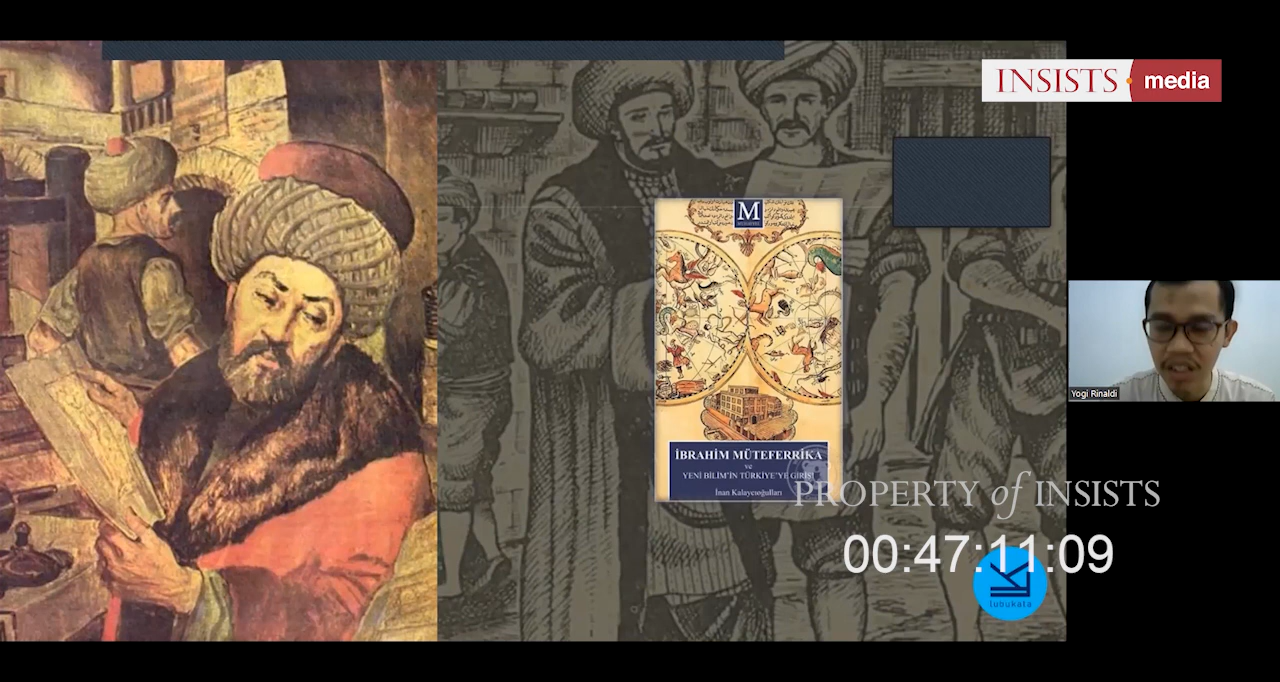 INSISTS media
M
İBRAHİM MÜTEFERRİKA
ve
YENİ BİLİM'İN TÜRKİYE'YE GİRİŞİ
İnan Kalaycıoğulları
Yogi Rinaldi
PROPERTY of INSISTS
00:47:11:09
lubukata